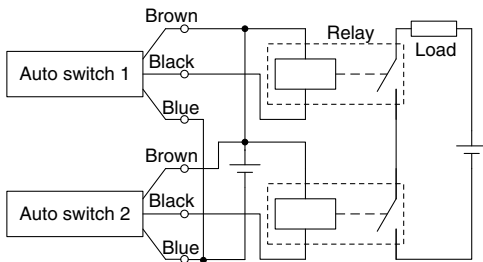 Brown
Relay
Load
Black
Auto switch 1
Blue
Brown
Black
Auto switch 2
Blue